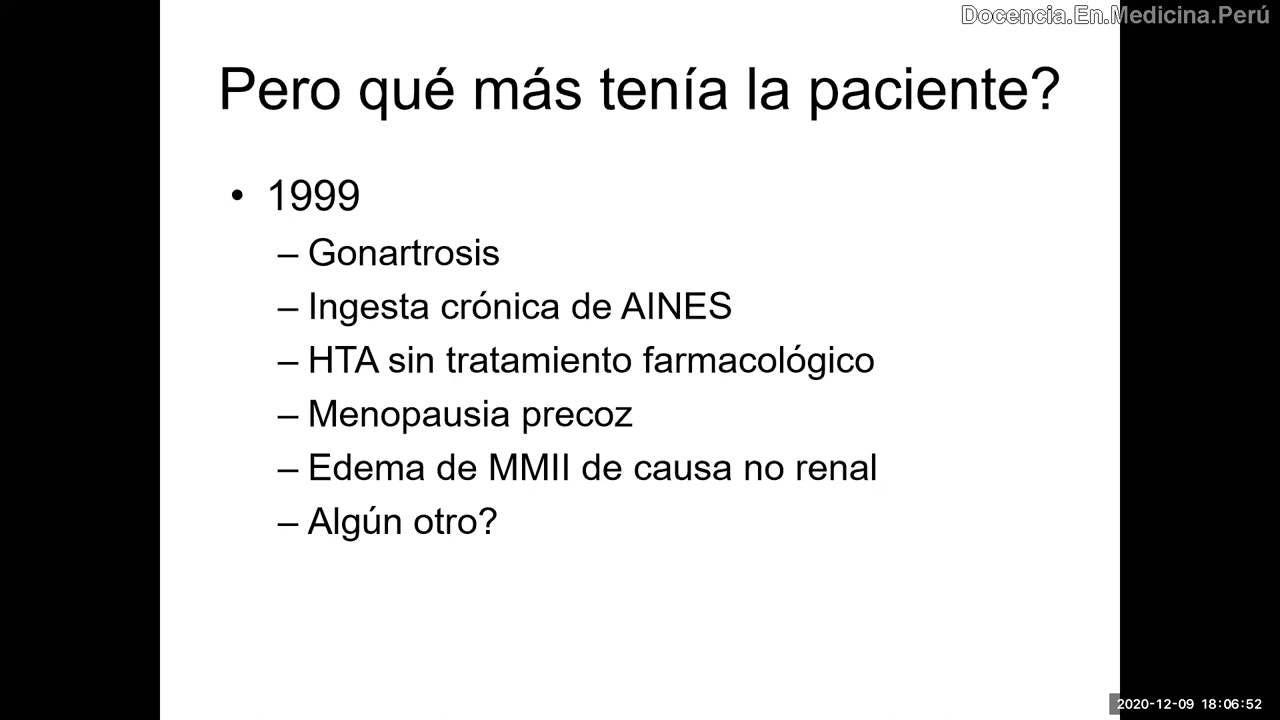 Docencia.En.Medicina.Perú
Pero qué más tenía la paciente?
• 1999
– Gonartrosis
– Ingesta crónica de AINES
– HTA sin tratamiento farmacológico
– Menopausia precoz
– Edema de MMII de causa no renal
– Algún otro?
2020-12-09 18:06:52